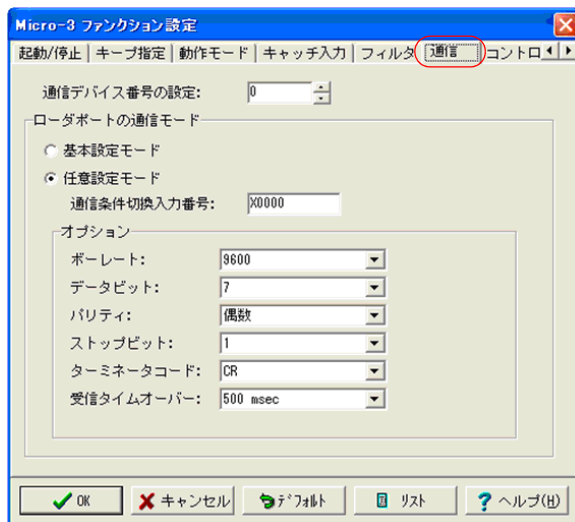 Micro-3 ファンクション設定
起動/停止 キープ指定 動作モード キャッチ入力 フィルタ 通信 コントロ
通信デバイス番号の設定: 0
ローダポートの通信モード
基本設定モード
任意設定モード
通信条件切換入力番号: X0000
オプション
ボーレート: 9600
データビット: 7
パリティ: 偶数
ストップビット: 1
ターミネータコード: CR
受信タイムオーバー: 500 msec
OK キャンセル デフォルト リスト ヘルプ(H)